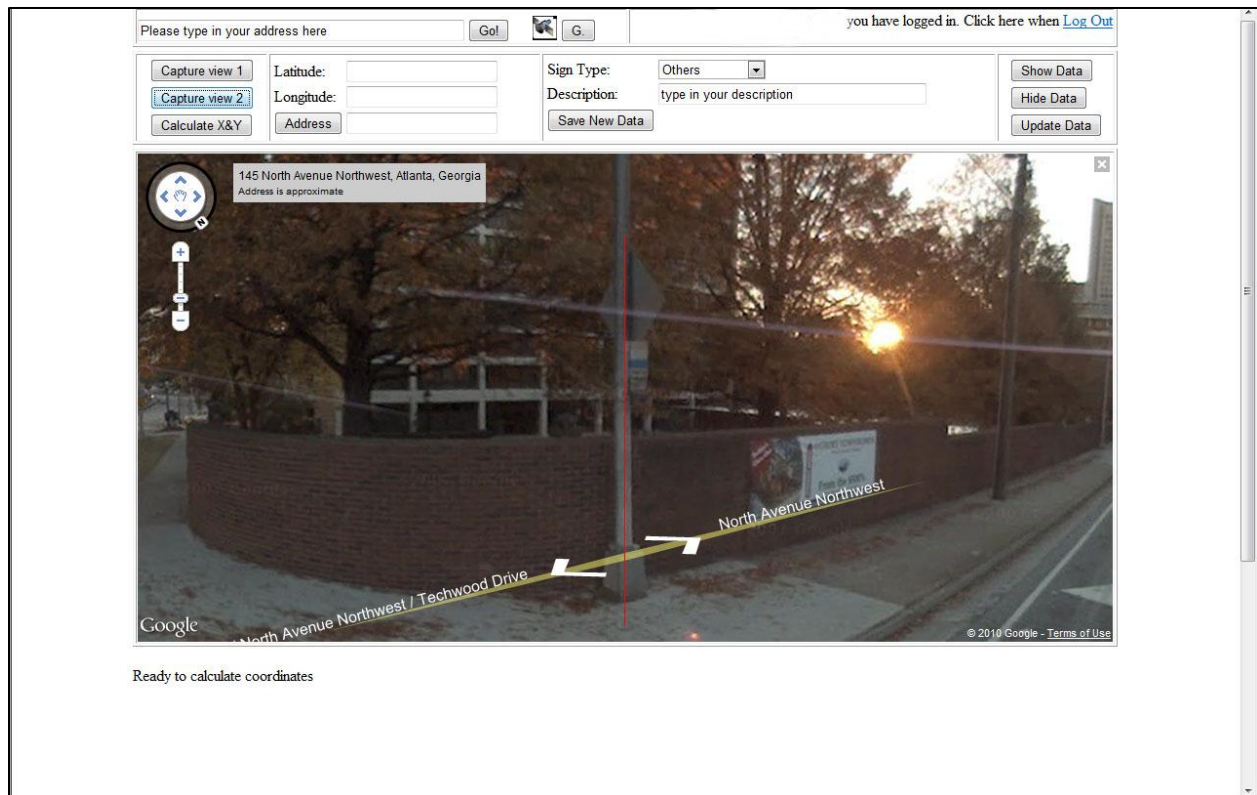 Please type in your address here
Go!
G.
you have logged in. Click here when Log Out
Capture view 1
Capture view 2
Calculate X&Y
Latitude:
Longitude:
Address
Sign Type:
Others
Description:
type in your description
Save New Data
Show Data
Hide Data
Update Data
145 North Avenue Northwest, Atlanta, Georgia
Address is approximate
N
North Avenue Northwest
North Avenue Northwest / Techwood Drive
Google
© 2010 Google - Terms of Use
Ready to calculate coordinates